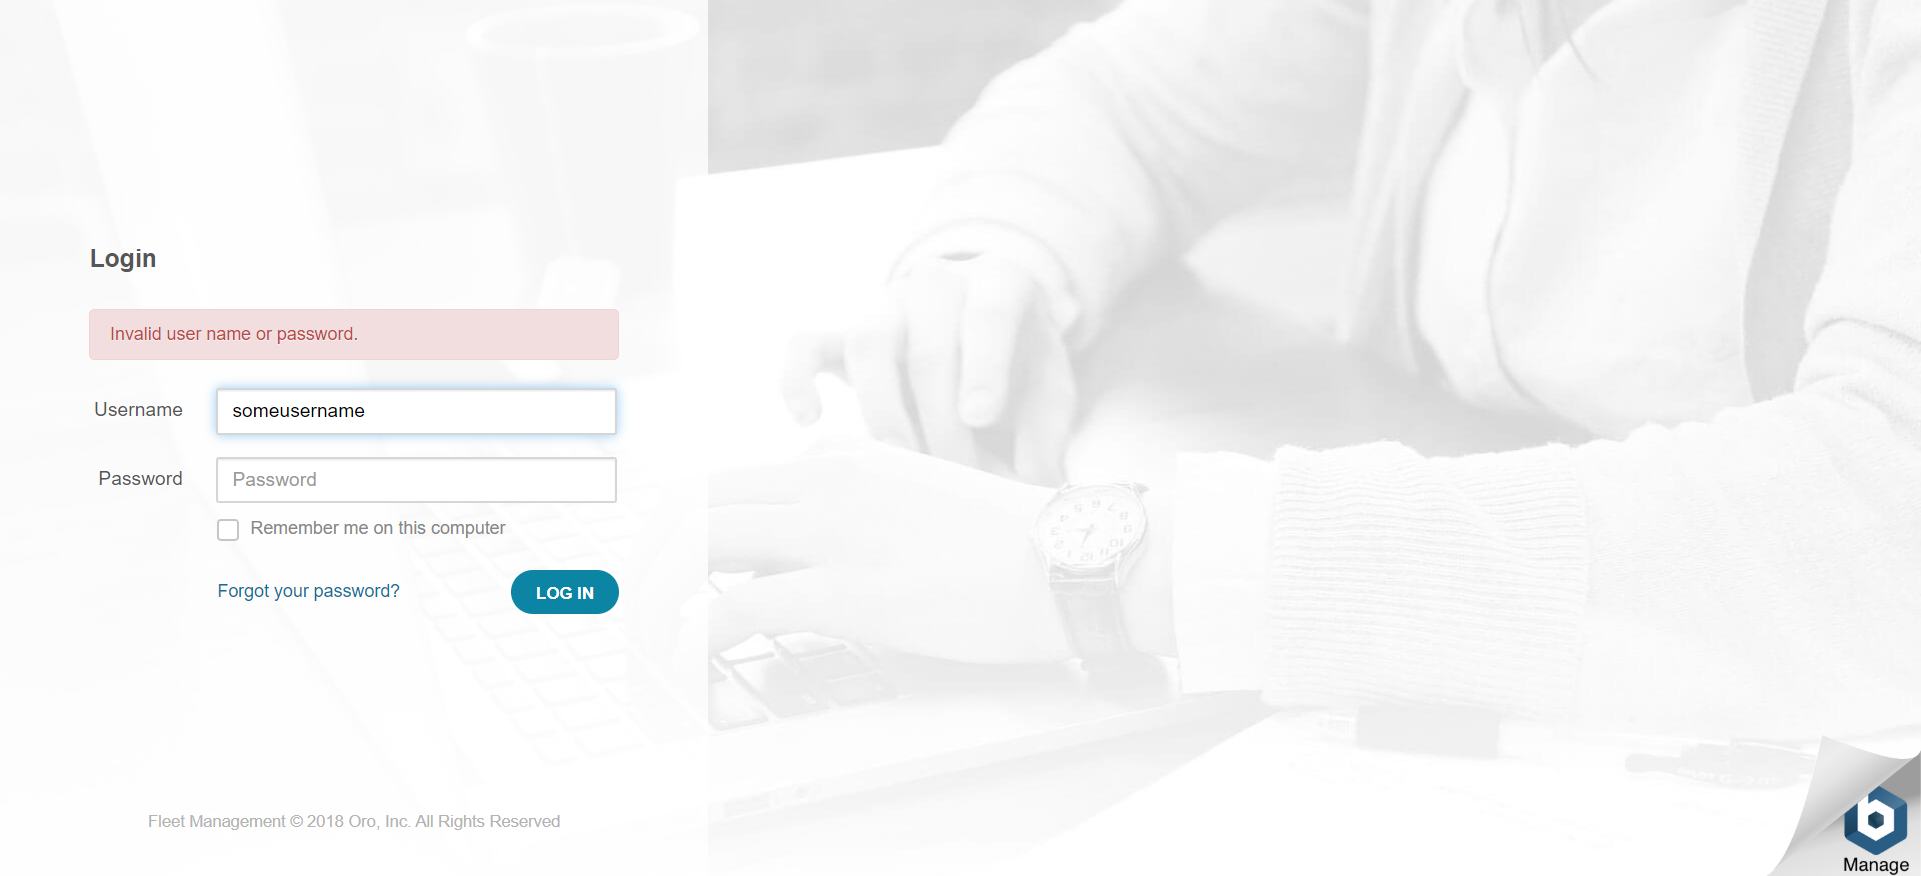 Login
Invalid user name or password.
Username
someusername
Password
Password
Remember me on this computer
Forgot your password?
LOG IN
Fleet Management © 2018 Oro, Inc. All Rights Reserved
Manage